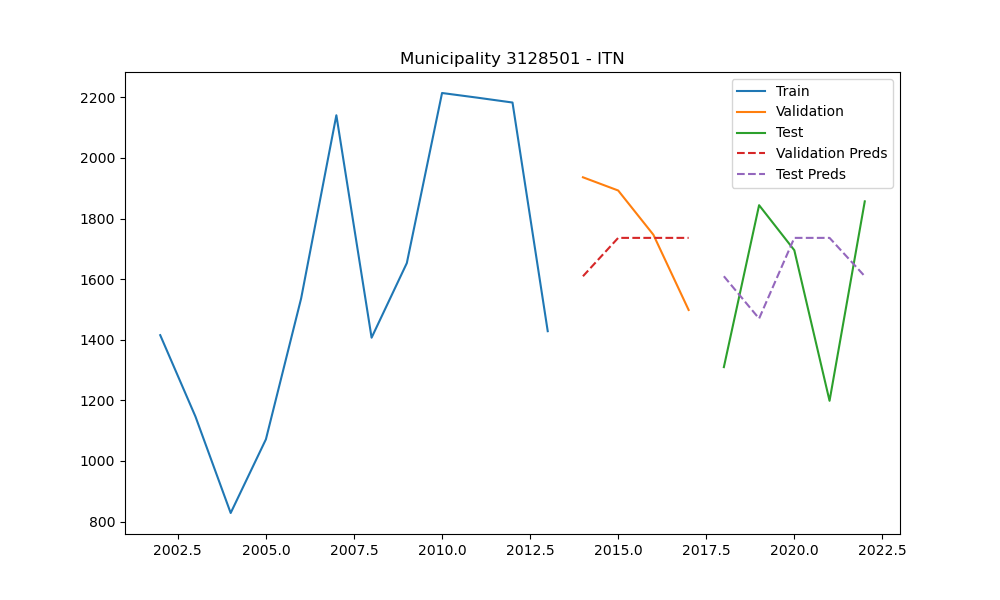 Municipality 3128501 - ITN
2200
2000
1800
1600
1400
1200
1000
800
Train
Validation
Test
Validation Preds
Test Preds
2002.5 2005.0 2007.5 2010.0 2012.5 2015.0 2017.5 2020.0 2022.5